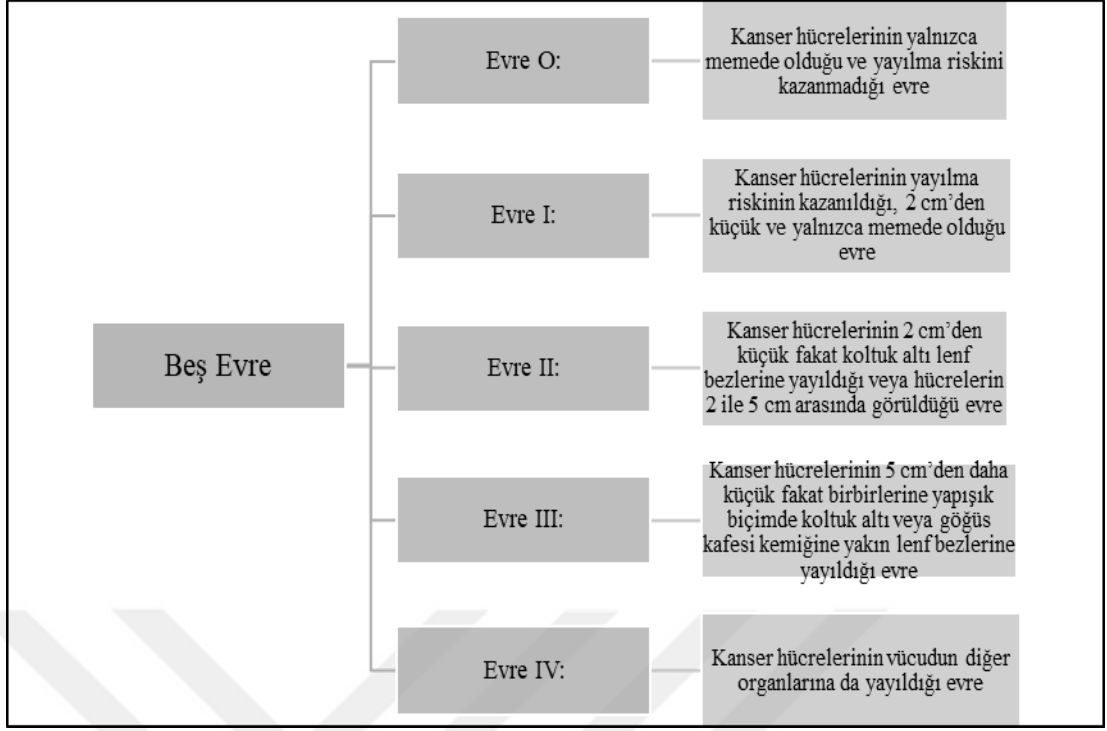 Beş Evre
Evre O:
Kanser hücrelerinin yalnızca
memede olduğu ve yayılma riskini
kazanmadığı evre
Evre I:
Kanser hücrelerinin yayılma
riskinin kazanıldığı, 2 cm’den
küçük ve yalnızca memede olduğu
evre
Evre II:
Kanser hücrelerinin 2 cm’den
küçük fakat koltuk altı lenf
bezlerine yayıldığı veya hücrelerin
2 ile 5 cm arasında görüldüğü evre
Evre III:
Kanser hücrelerinin 5 cm’den daha
küçük fakat birbirlerine yapışık
biçimde koltuk altı veya göğüs
kafesi kemiğine yakın lenf bezlerine
yayıldığı evre
Evre IV:
Kanser hücrelerinin vücudun diğer
organlarına da yayıldığı evre